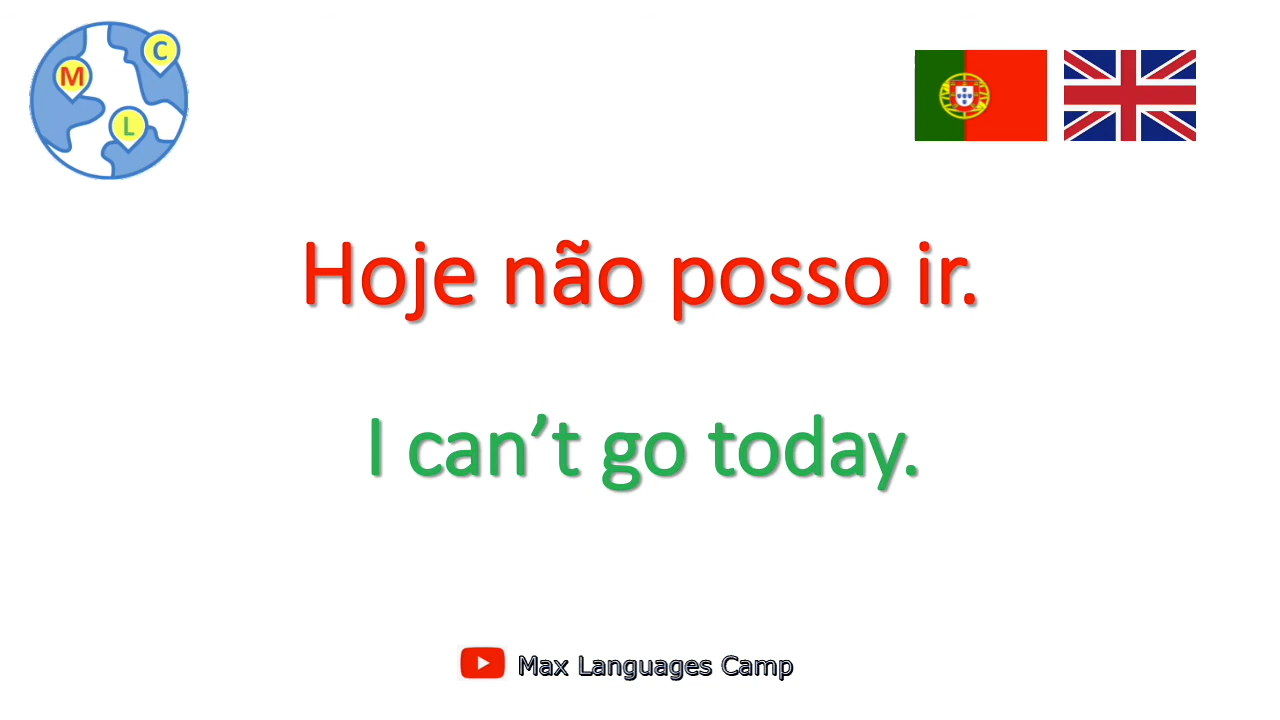 M
C
L
Hoje não posso ir.
I can’t go today.
Max Languages Camp